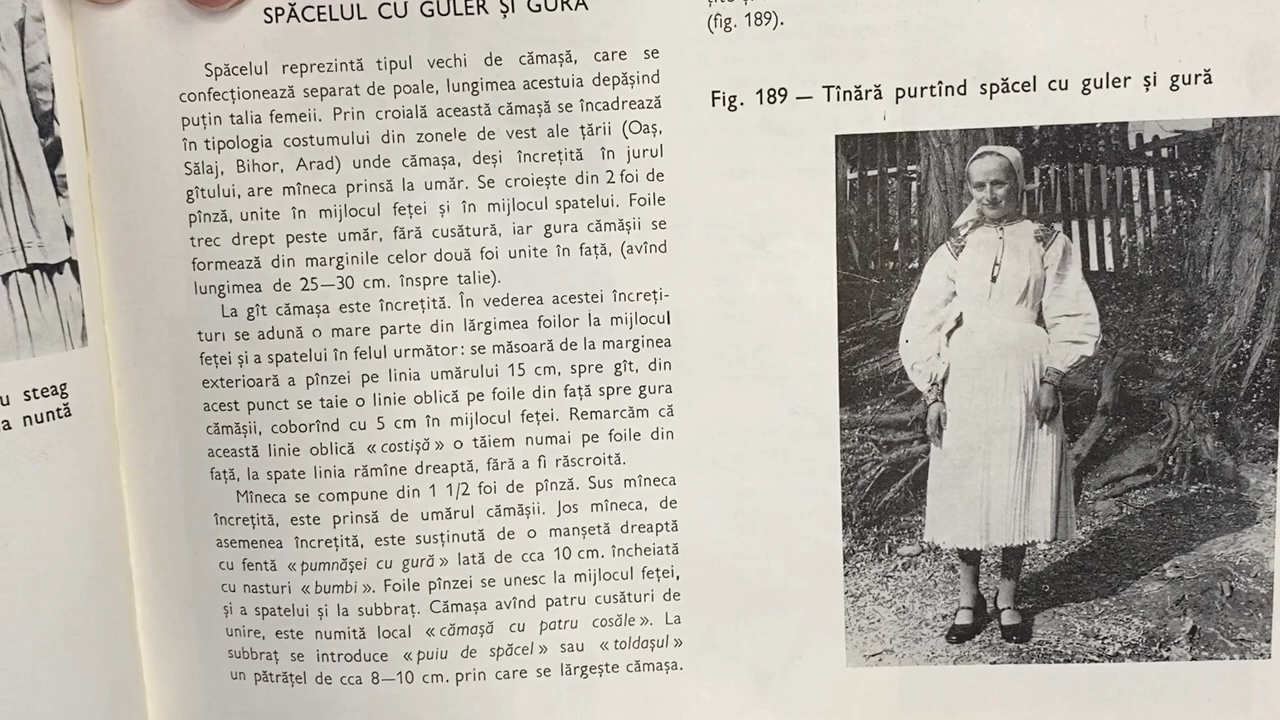 u steag
a nuntă
SPĂCELUL CU GULER ȘI GURĂ
Spăcelul reprezintă tipul vechi de cămașă, care se
confecționează separat de poale, lungimea acestuia depășind
puțin talia femeii. Prin croială această cămașă se încadrează
în tipologia costumului din zonele de vest ale țării (Oaș,
Sălaj, Bihor, Arad) unde cămașa, deși încrețită în jurul
gîtului, are mîneca prinsă la umăr. Se croiește din 2 foi de
pînză, unite în mijlocul feței și în mijlocul spatelui. Foile
trec drept peste umăr, fără cusătură, iar gura cămășii se
formează din marginile celor două foi unite în față, (avînd
lungimea de 25—30 cm. înspre talie).
La gît cămașa este încrețită. În vederea acestei încreți-
turi se adună o mare parte din lărgimea foilor la mijlocul
feței și a spatelui în felul următor: se măsoară de la marginea
exterioară a pînzei pe linia umărului 15 cm, spre gît, din
acest punct se taie o linie oblică pe foile din față spre gura
cămășii, coborînd cu 5 cm în mijlocul feței. Remarcăm că
această linie oblică « costișă » o tăiem numai pe foile din
față, la spate linia rămîne dreaptă, fără a fi răscroită.
Mîneca se compune din 1 1/2 foi de pînză. Sus mîneca
încrețită, este prinsă de umărul cămășii. Jos mîneca, de
asemenea încrețită, este susținută de o manșetă dreaptă
cu fentă « pumnășei cu gură » lată de cca 10 cm. încheiată
cu nasturi « bumbi ». Foile pînzei se unesc la mijlocul feței,
și a spatelui și la subbraț. Cămașa avînd patru cusături de
unire, este numită local « cămașă cu patru cosăle ». La
subbraț se introduce « puiu de spăcel » sau « toldașul »
un pătrățel de cca 8—10 cm. prin care se lărgește cămașa.
(fig. 189).
Fig. 189 — Tînără purtînd spăcel cu guler și gură